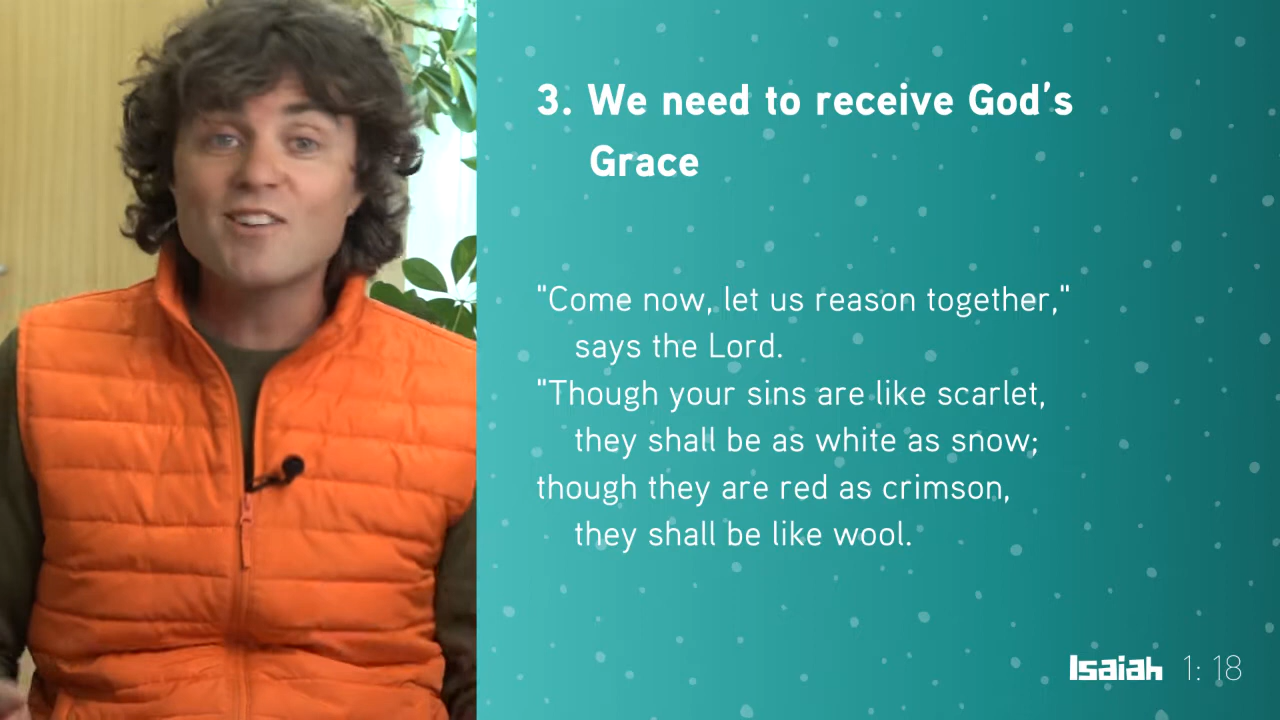 3. We need to receive God's
Grace
"Come now, let us reason together,"
says the Lord.
"Though your sins are like scarlet,
they shall be as white as snow;
though they are red as crimson,
they shall be like wool.
Isaiah 1: 18